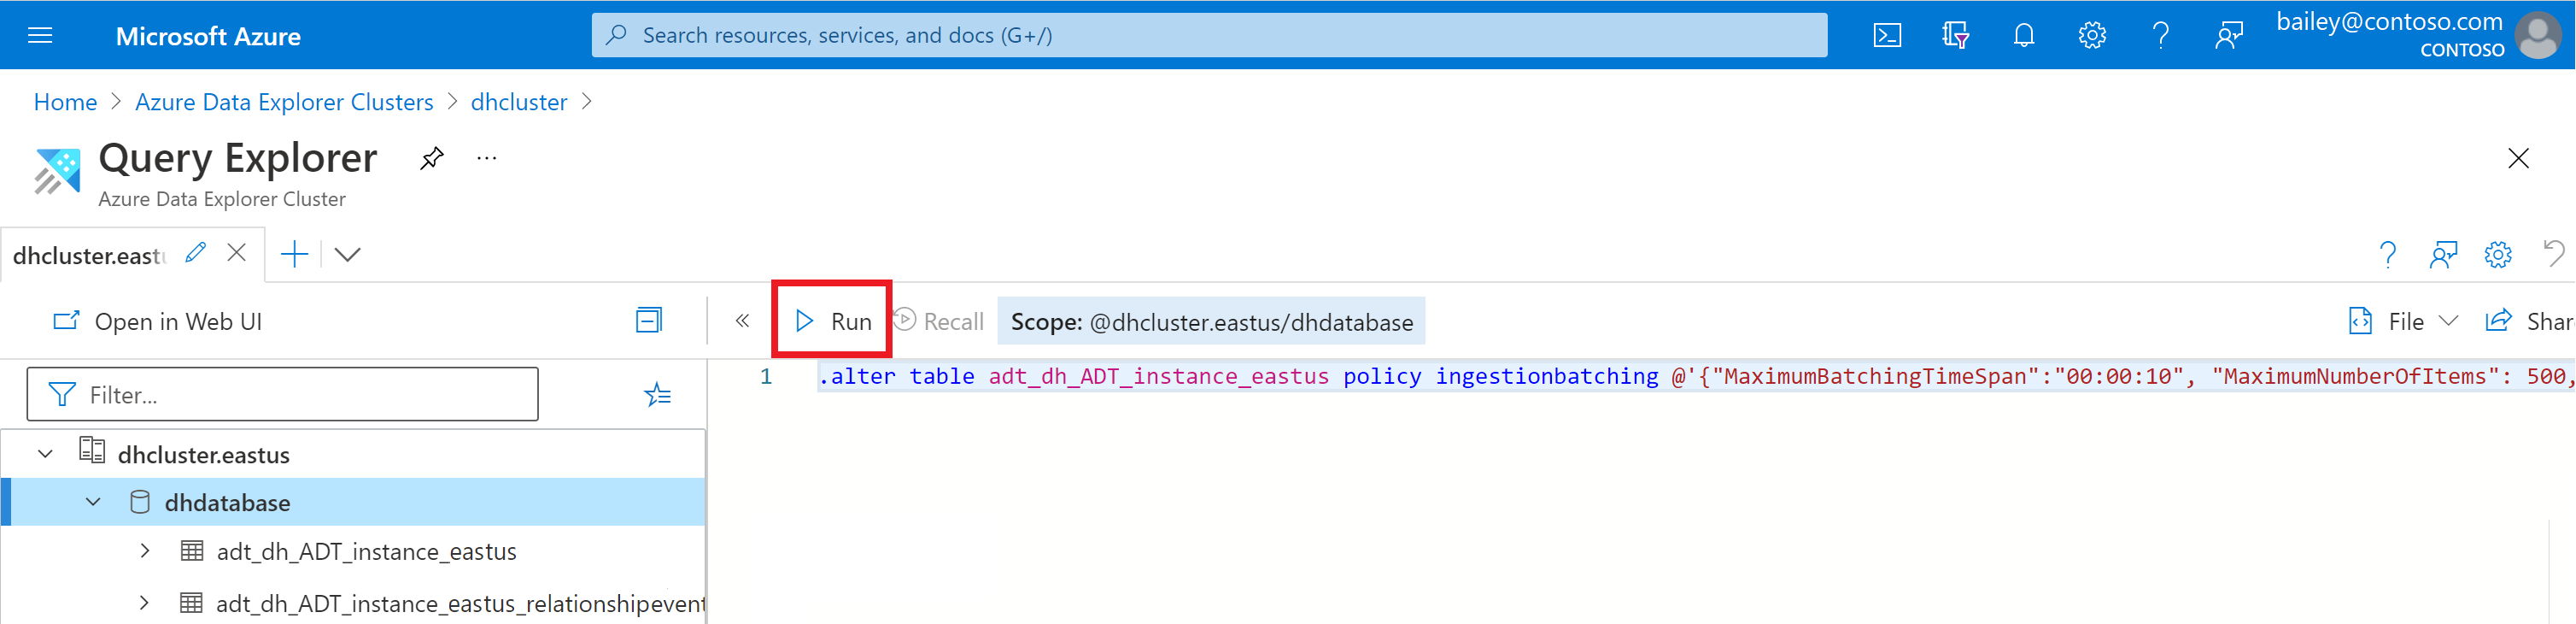 Microsoft Azure
Search resources, services, and docs (G+/)
bailey@contoso.com
CONTOSO
Home > Azure Data Explorer Clusters > dhcluster >
Query Explorer
...
Azure Data Explorer Cluster
dhcluster.eastu
Open in Web UI
Run
Recall
Scope: @dhcluster.eastus/dhdatabase
File
Shar
Filter...
1 .alter table adt_dh_ADT_instance_eastus policy ingestionbatching @'{"MaximumBatchingTimeSpan":"00:00:10", "MaximumNumberOfItems": 500,
dhcluster.eastus
dhdatabase
adt_dh_ADT_instance_eastus
adt_dh_ADT_instance_eastus_relationshipevent